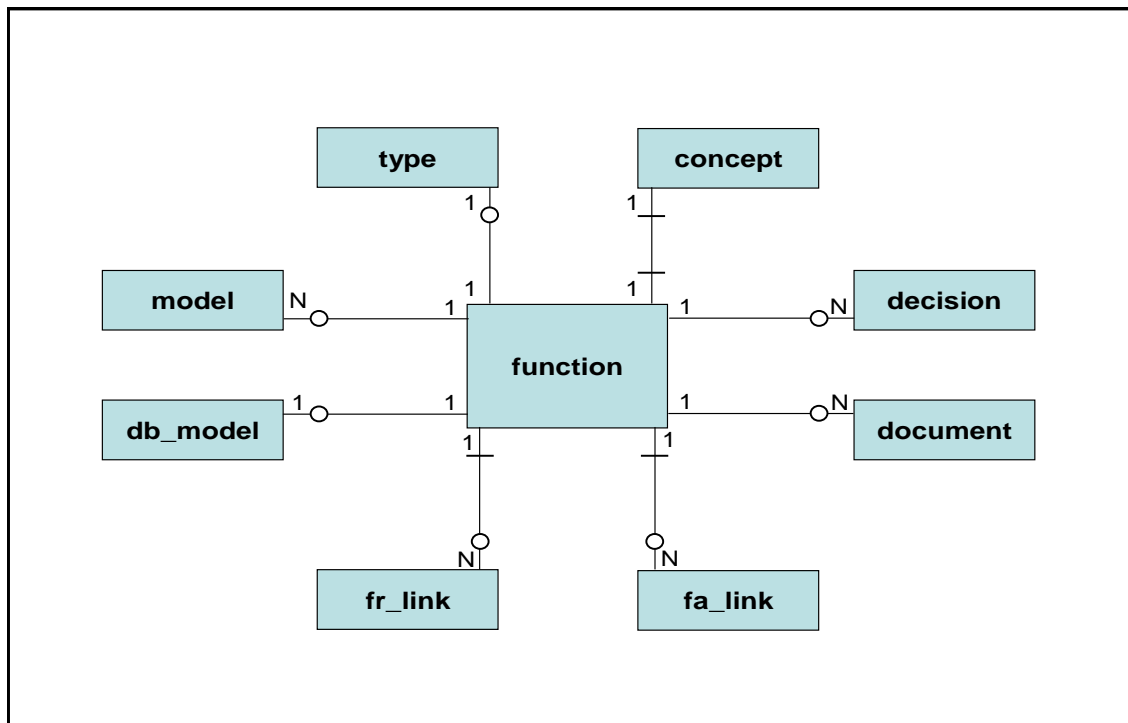 type
concept
1
1
1
1
model
N
1
1
N
decision
function
db_model
1
1
1
N
document
1
1
N
N
fr_link
fa_link